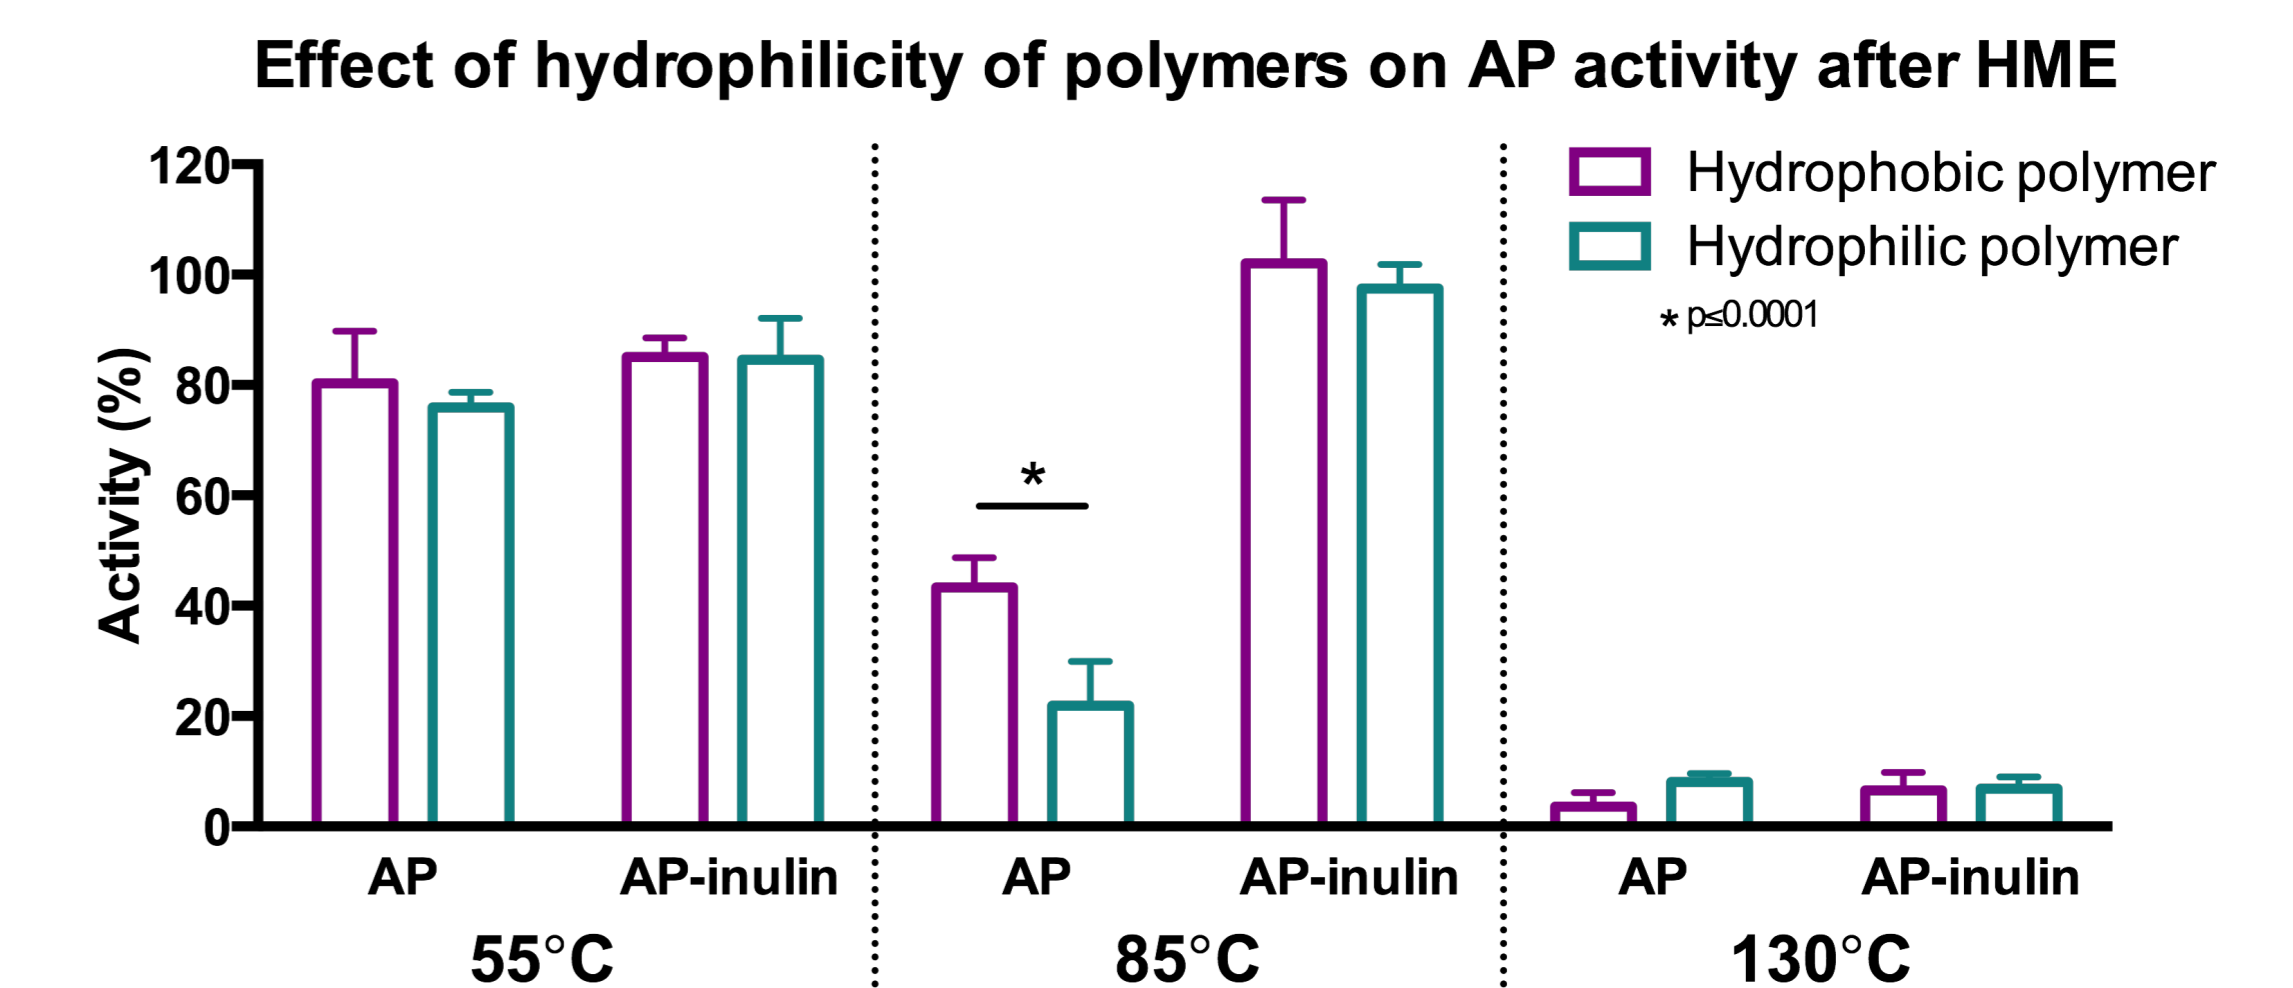 Effect of hydrophilicity of polymers on AP activity after HME
Hydrophobic polymer
Hydrophilic polymer
* p≤0.0001
Activity (%)
120
100
80
60
40
20
0
*
AP AP-inulin AP AP-inulin AP AP-inulin
55°C 85°C 130°C